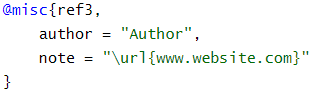 @misc{ref3,
author = "Author",
note = "\url{www.website.com}"
}